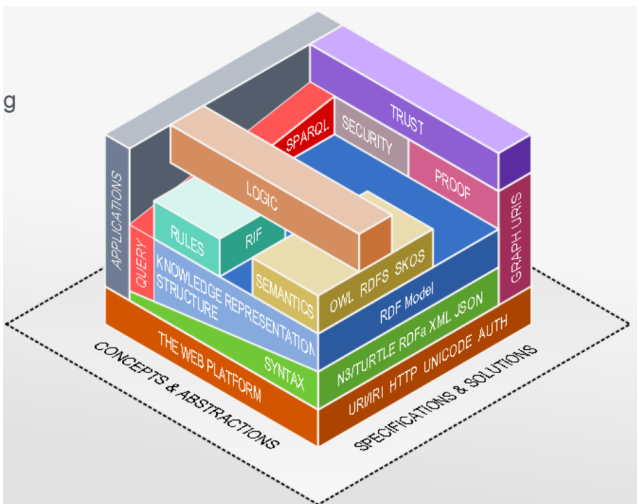 g
TRUST
SPARQL
SECURITY
PROOF
APPLICATIONS
LOGIC
GRAPH URIS
RULES
RIF
QUERY
KNOWLEDGE REPRESENTATION
STRUCTURE
SEMANTICS
OWL RDFS SKOS
RDF Model
SYNTAX
N3/TURTLE RDFa XML JSON
THE WEB PLATFORM
URI/IRI HTTP UNICODE AUTH
CONCEPTS & ABSTRACTIONS
SPECIFICATIONS & SOLUTIONS